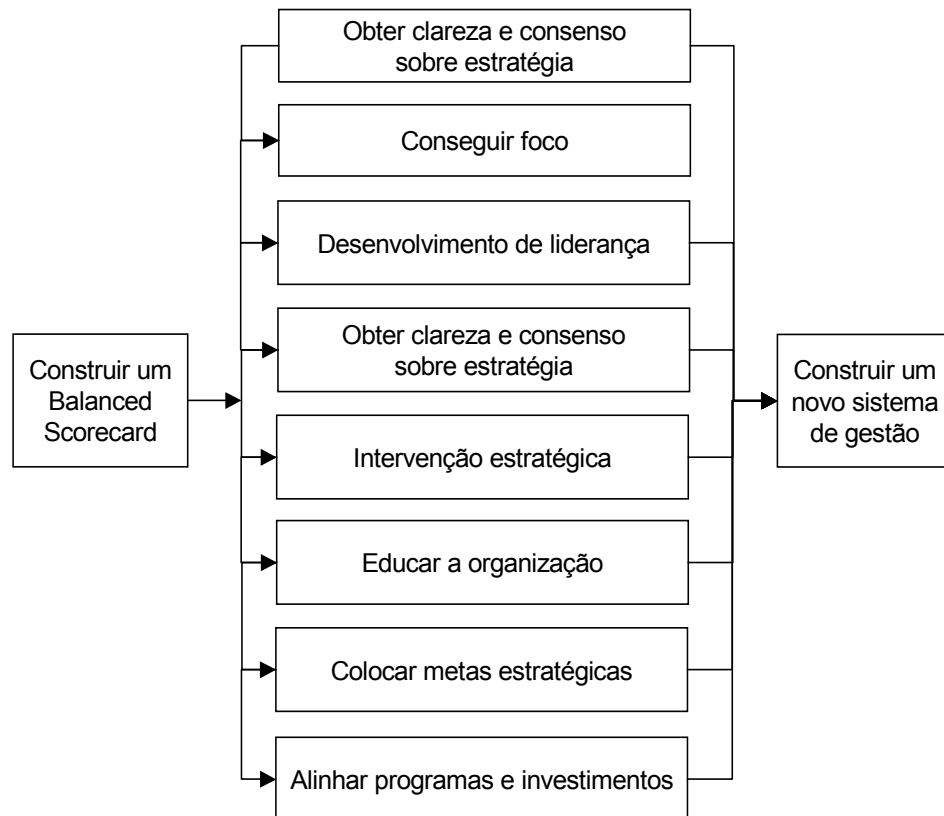 Obter clareza e consenso
sobre estratégia
Conseguir foco
Desenvolvimento de liderança
Obter clareza e consenso
sobre estratégia
Construir um
Balanced
Scorecard
Construir um
novo sistema
de gestão
Intervenção estratégica
Educar a organização
Colocar metas estratégicas
Alinhar programas e investimentos